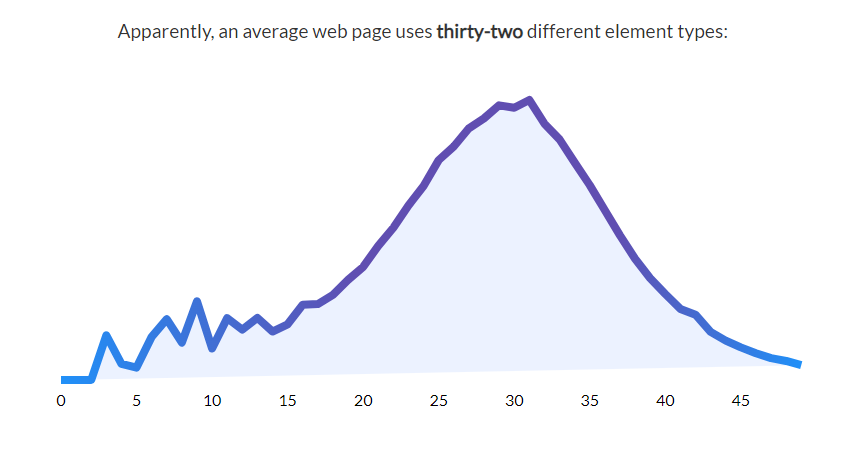 Apparently, an average web page uses thirty-two different element types:
0 5 10 15 20 25 30 35 40 45